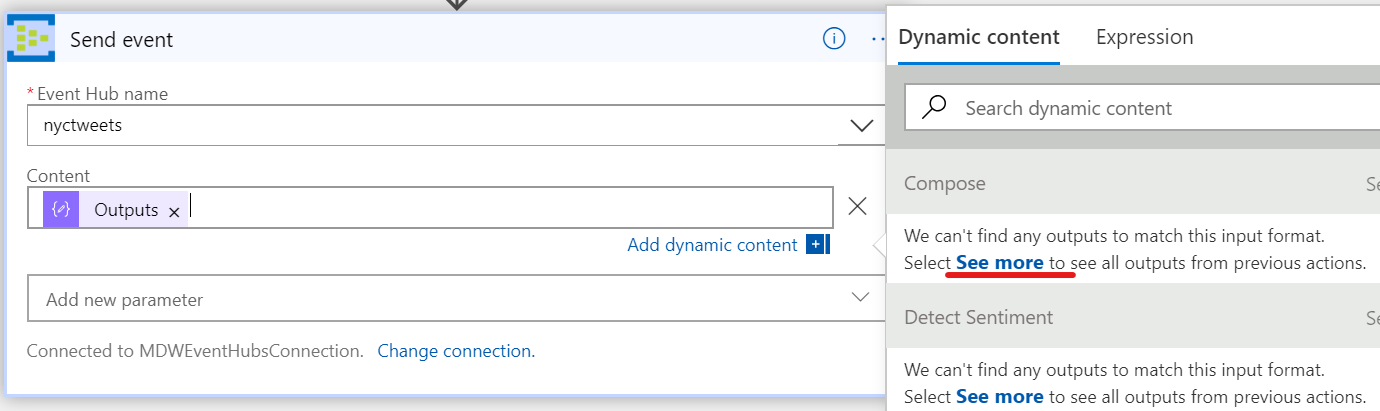 Send event
* Event Hub name
nyctweets
Content
Outputs ×
Add dynamic content
Add new parameter
Connected to MDWEventHubsConnection. Change connection.
Dynamic content Expression
Search dynamic content
Compose
We can't find any outputs to match this input format.
Select See more to see all outputs from previous actions.
Detect Sentiment
We can't find any outputs to match this input format.
Select See more to see all outputs from previous actions.